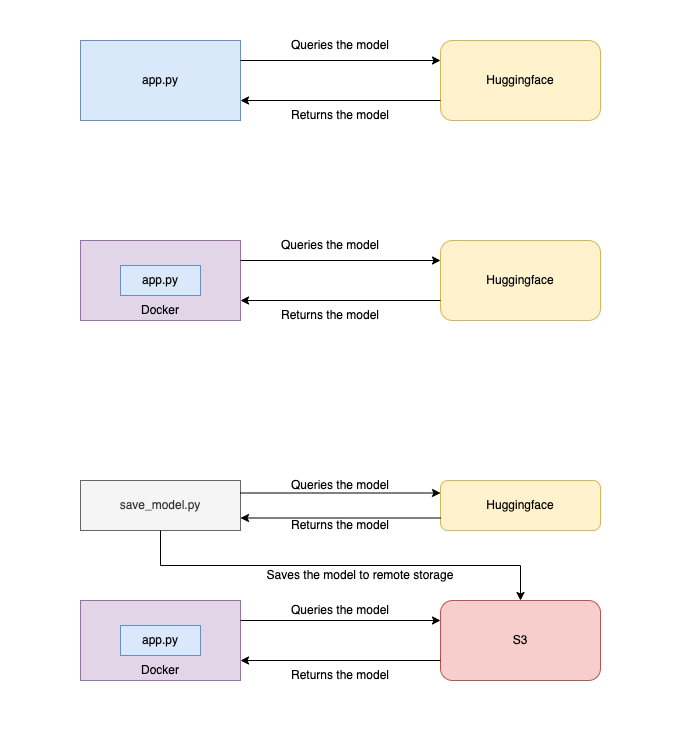 Queries the model
app.py
Huggingface
Returns the model
Queries the model
app.py
Huggingface
Docker
Returns the model
Queries the model
save_model.py
Huggingface
Returns the model
Saves the model to remote storage
Queries the model
app.py
S3
Docker
Returns the model